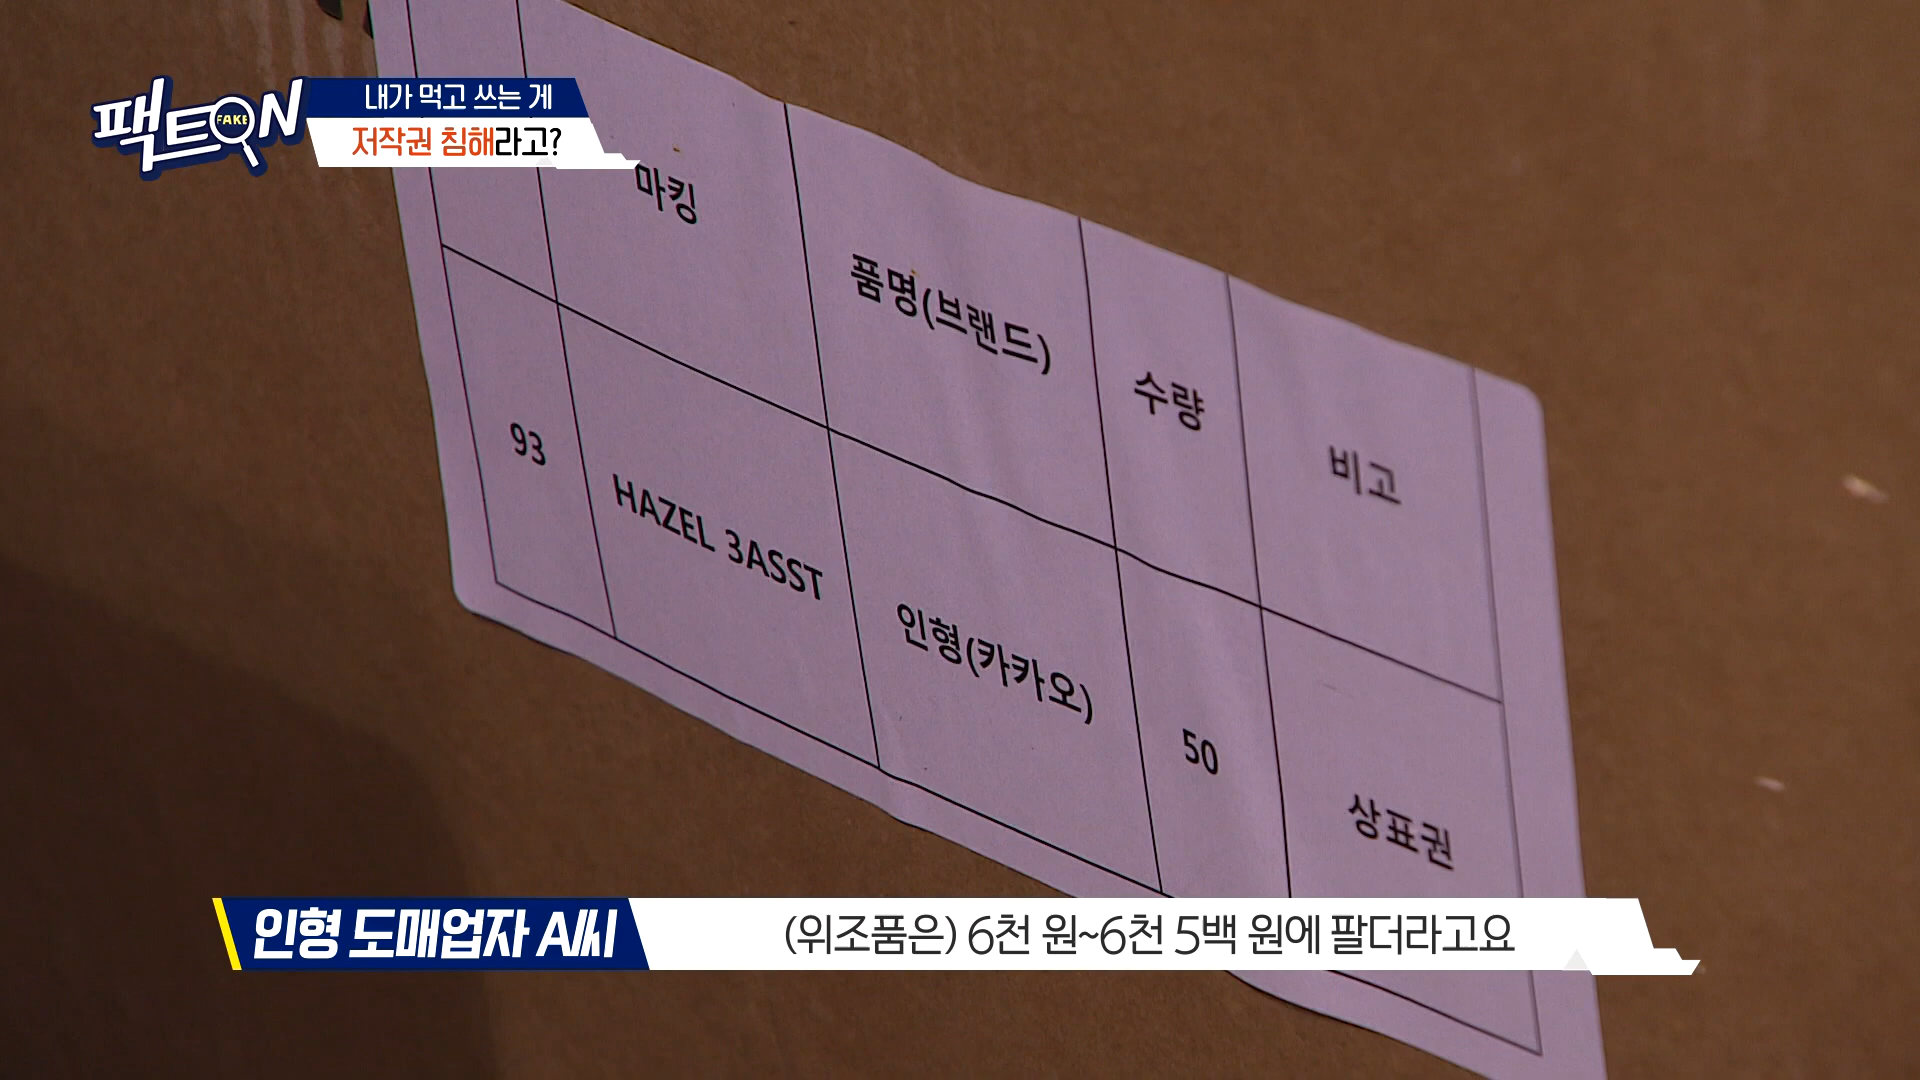 팩트ON
FAKE
내가 먹고 쓰는 게
저작권 침해라고?
마킹
품명(브랜드)
수량
비고
93
HAZEL 3ASST
인형(카카오)
50
상표권
인형 도매업자 A씨
(위조품은) 6천 원~6천 5백 원에 팔더라고요